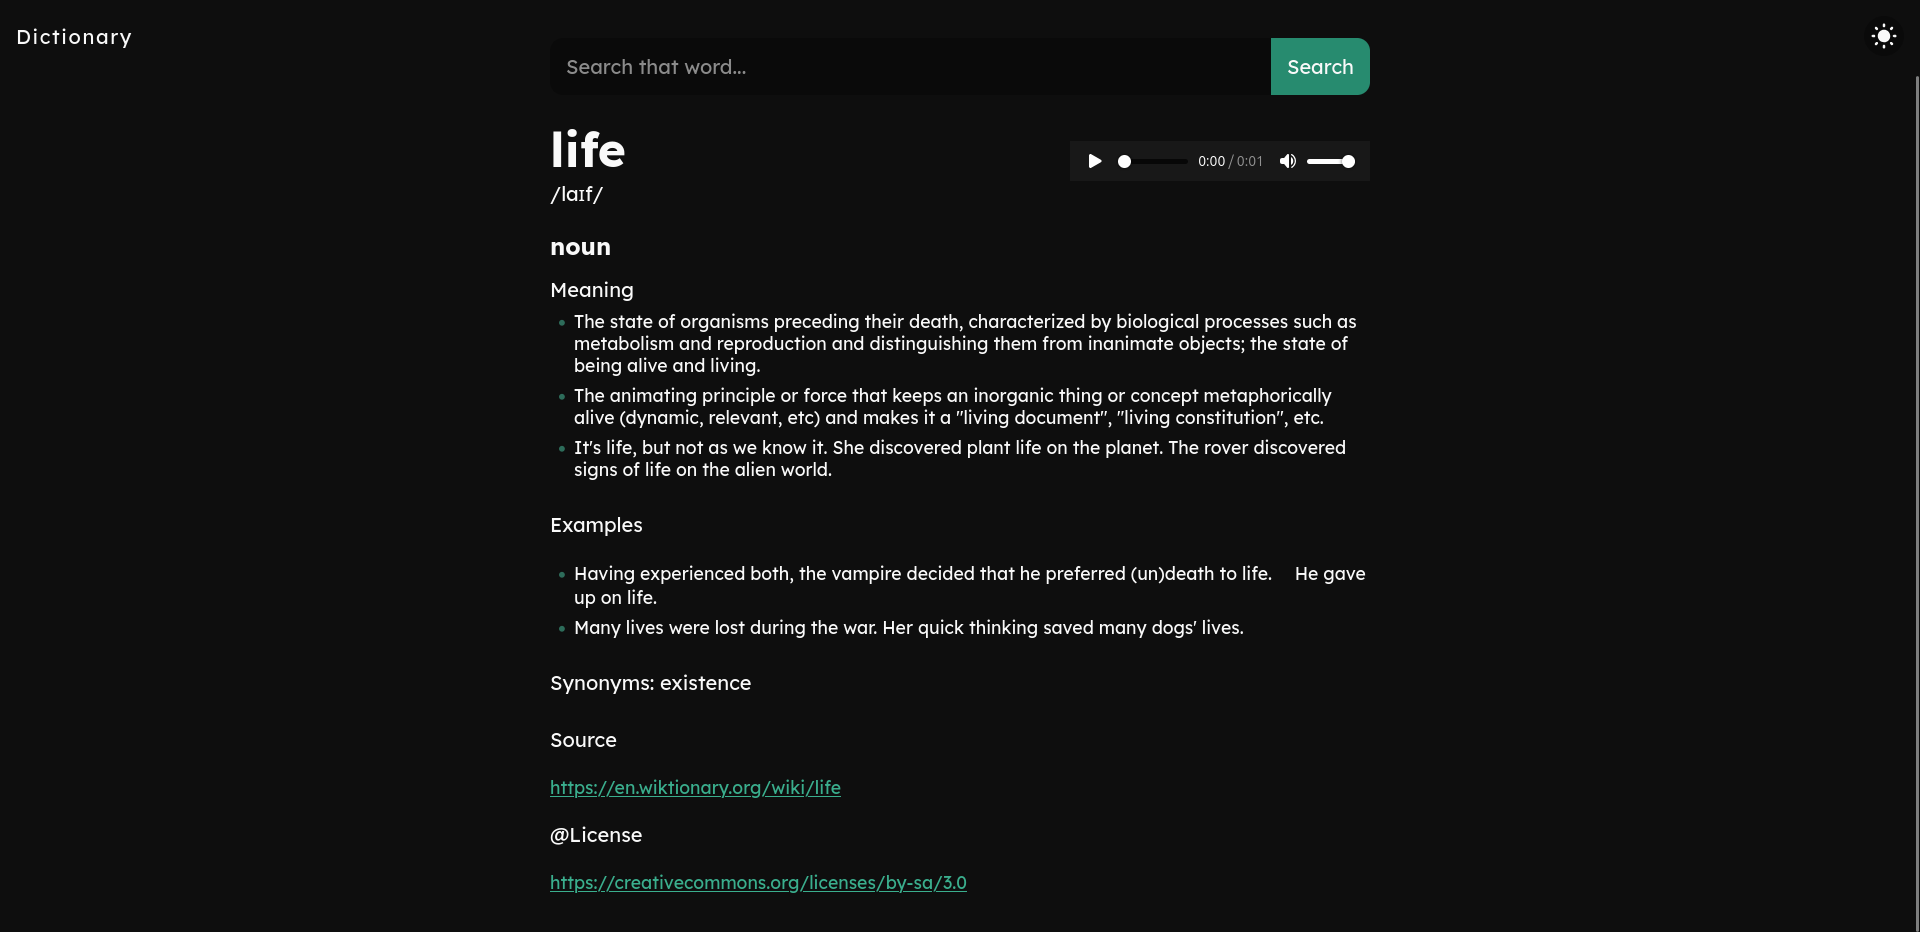 Dictionary
Search that word...
Search
life
0:00 / 0:01
/laɪf/
noun
Meaning
The state of organisms preceding their death, characterized by biological processes such as
metabolism and reproduction and distinguishing them from inanimate objects; the state of
being alive and living.
The animating principle or force that keeps an inorganic thing or concept metaphorically
alive (dynamic, relevant, etc) and makes it a "living document", "living constitution", etc.
It's life, but not as we know it. She discovered plant life on the planet. The rover discovered
signs of life on the alien world.
Examples
Having experienced both, the vampire decided that he preferred (un)death to life.  He gave
up on life.
Many lives were lost during the war. Her quick thinking saved many dogs' lives.
Synonyms: existence
Source
https://en.wiktionary.org/wiki/life
@License
https://creativecommons.org/licenses/by-sa/3.0